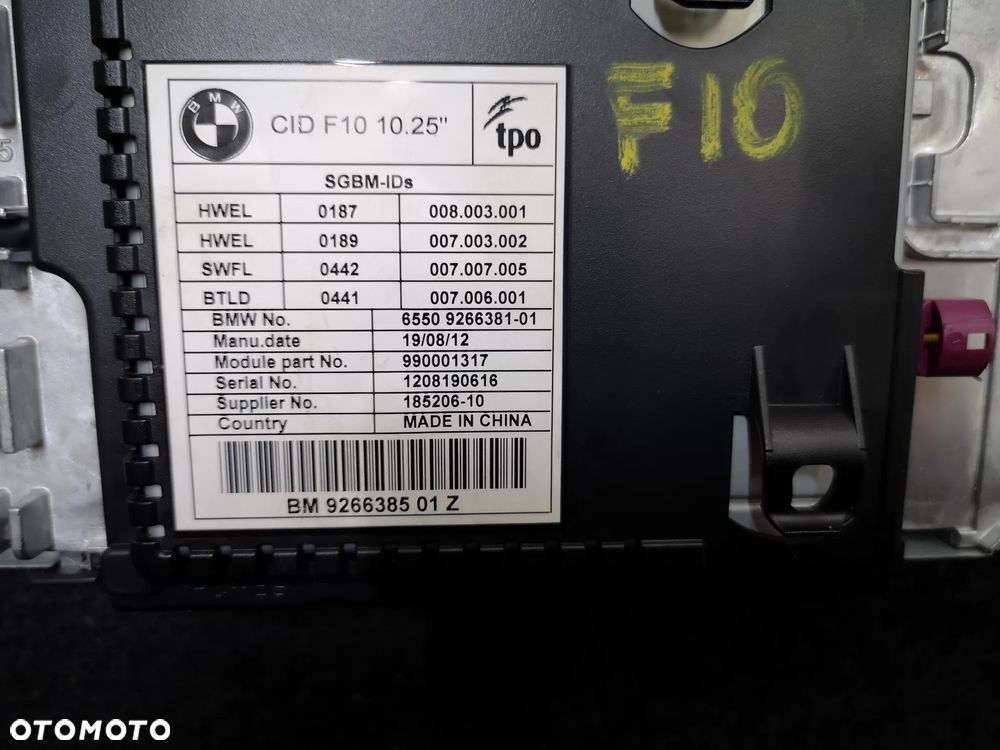 BMW
CID F10 10.25"
tpo
F10
SGBM-IDs
HWEL 0187 008.003.001
HWEL 0189 007.003.002
SWFL 0442 007.007.005
BTLD 0441 007.006.001
BMW No. 6550 9266381-01
Manu.date 19/08/12
Module part No. 990001317
Serial No. 1208190616
Supplier No. 185206-10
Country MADE IN CHINA
BM 9266385 01 Z
OTOMOTO